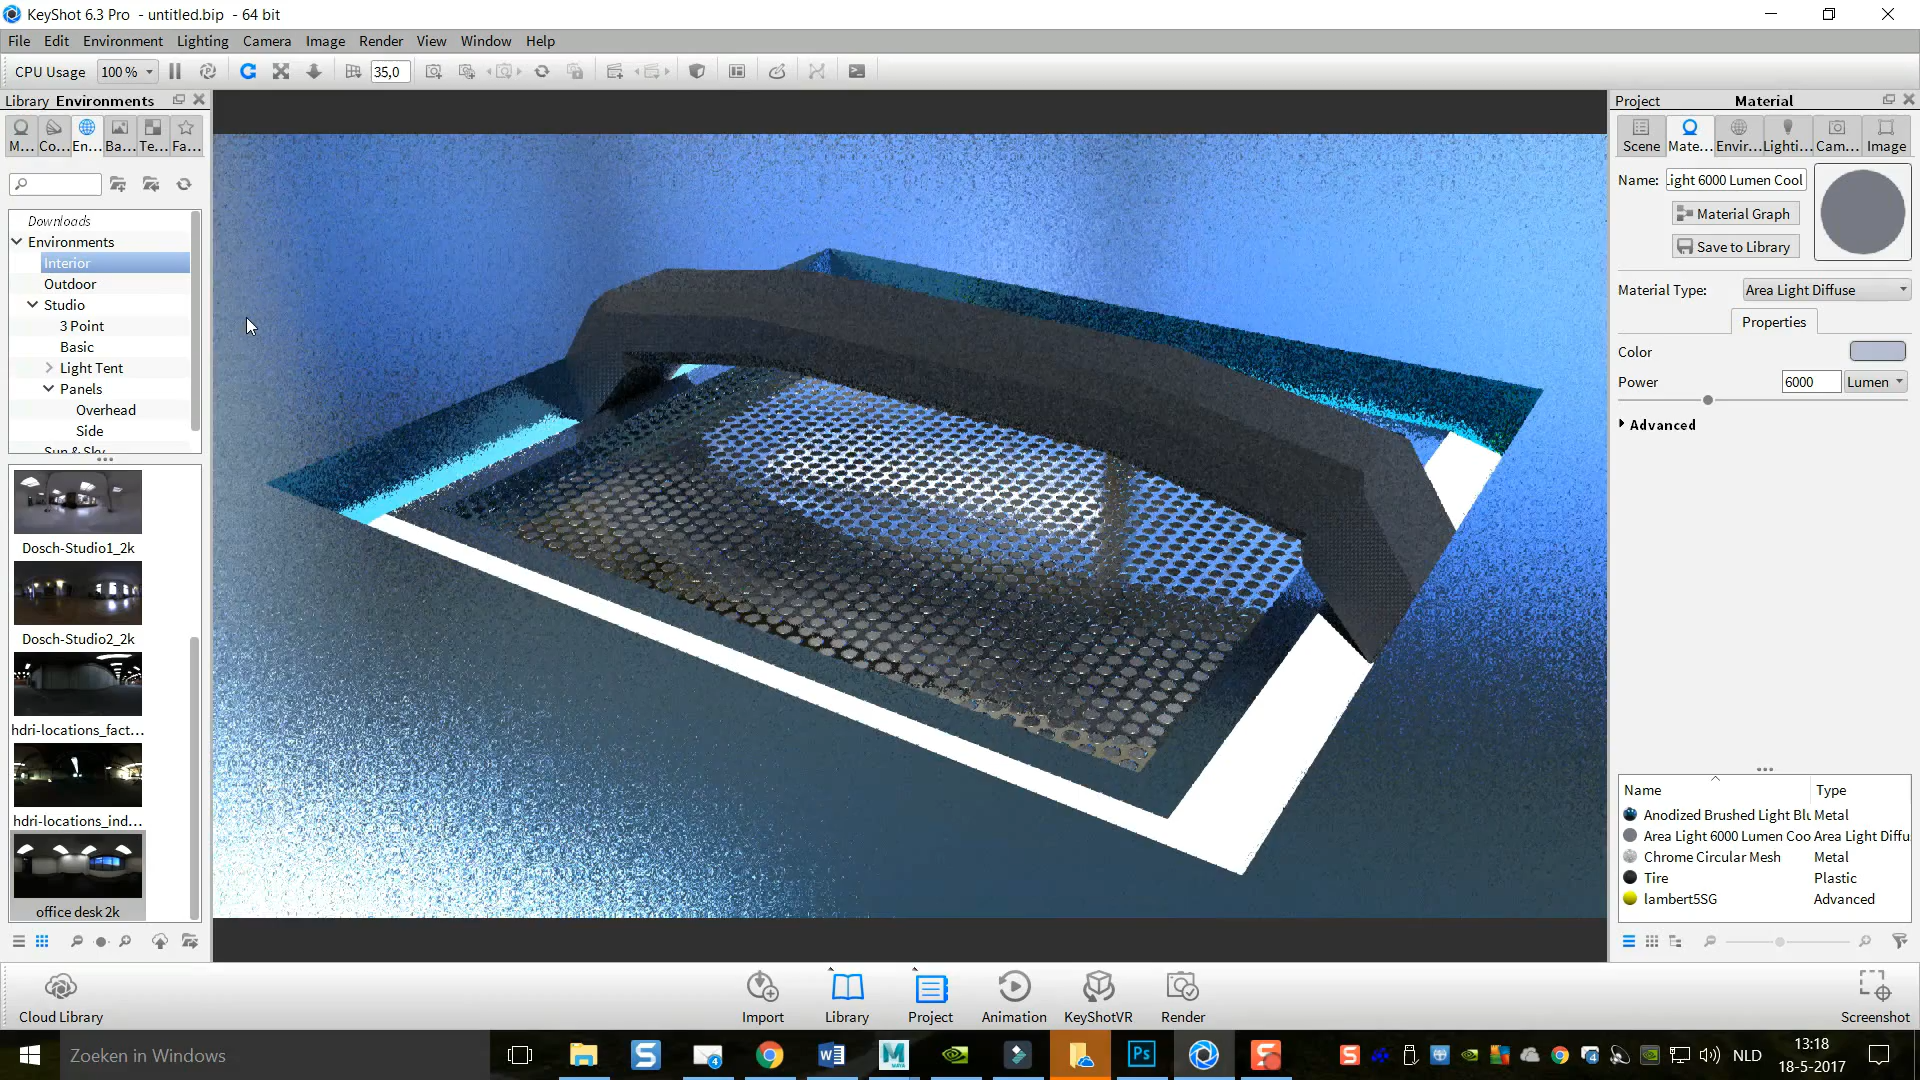 KeyShot 6.3 Pro - untitled.bip - 64 bit
File Edit Environment Lighting Camera Image Render View Window Help
CPU Usage 100 % 35,0
Library Environments
M... Co... En... Ba... Te... Fa...
Downloads
Environments
Interior
Outdoor
Studio
3 Point
Basic
Light Tent
Panels
Overhead
Side
Sun & Sky
Dosch-Studio1_2k
Dosch-Studio2_2k
hdri-locations_fact...
hdri-locations_ind...
office desk 2k
Project Material
Scene Mate... Envir... Lighti... Cam... Image
Name: ight 6000 Lumen Cool
Material Graph
Save to Library
Material Type: Area Light Diffuse
Properties
Color
Power 6000 Lumen
Advanced
Name Type
Anodized Brushed Light Blu Metal
Area Light 6000 Lumen Coo Area Light Diffu
Chrome Circular Mesh Metal
Tire Plastic
lambert5SG Advanced
Cloud Library Import Library Project Animation KeyShotVR Render Screenshot
Zoeken in Windows
NLD
13:18
18-5-2017